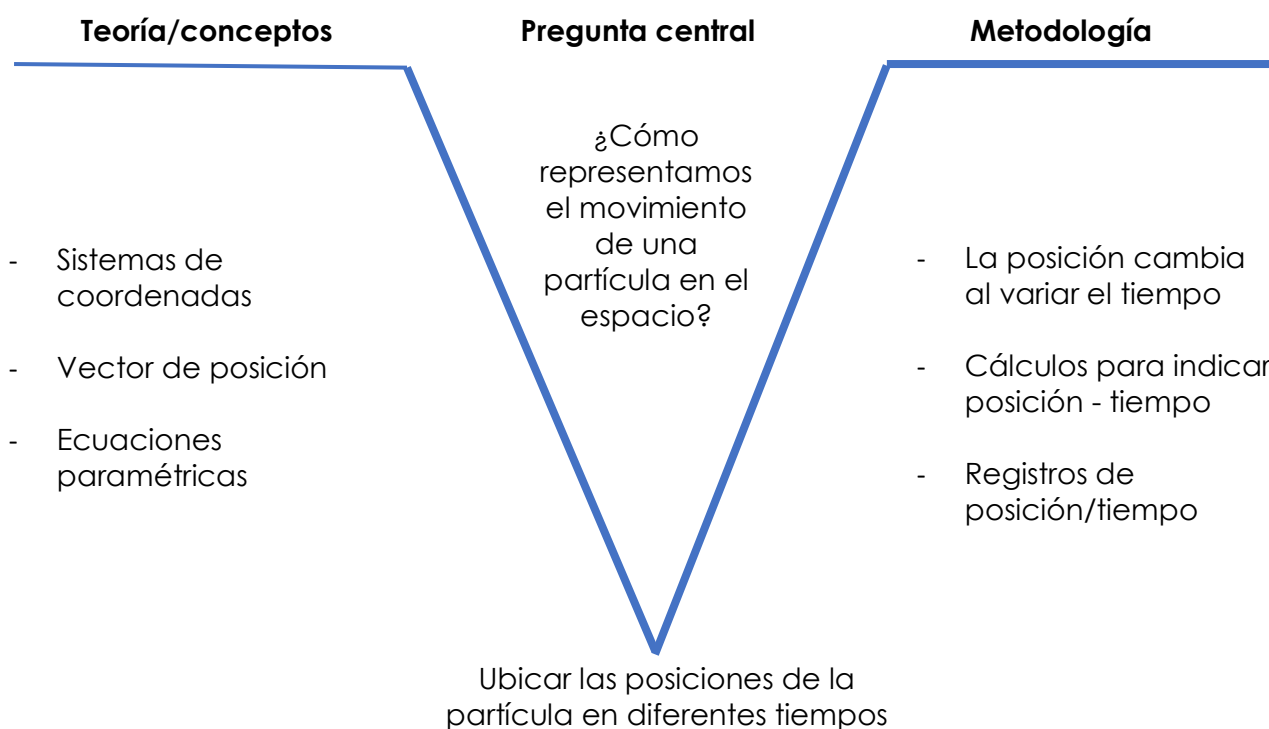 Teoría/conceptos
Pregunta central
Metodología
¿Cómo
representamos
el movimiento
de una
partícula en el
espacio?
- Sistemas de
coordenadas
- Vector de posición
- Ecuaciones
paramétricas
- La posición cambia
al variar el tiempo
- Cálculos para indicar
posición - tiempo
- Registros de
posición/tiempo
Ubicar las posiciones de la
partícula en diferentes tiempos